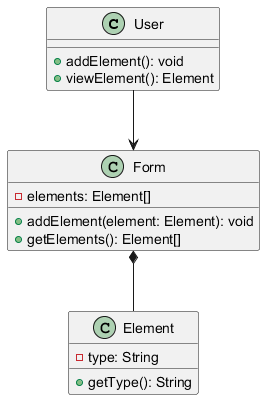 C User
addElement(): void
viewElement(): Element
C Form
elements: Element[]
addElement(element: Element): void
getElements(): Element[]
C Element
type: String
getType(): String